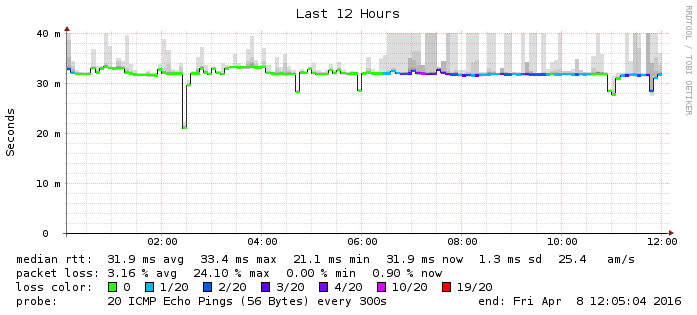 Last 12 Hours
RRDTOOL / TOBI OETIKER
Seconds
40 m
30 m
20 m
10 m
0
02:00 04:00 06:00 08:00 10:00 12:00
median rtt: 31.9 ms avg 33.4 ms max 21.1 ms min 31.9 ms now 1.3 ms sd 25.4 am/s
packet loss: 3.16 % avg 24.10 % max 0.00 % min 0.90 % now
loss color: 0 1/20 2/20 3/20 4/20 10/20 19/20
probe: 20 ICMP Echo Pings (56 Bytes) every 300s end: Fri Apr 8 12:05:04 2016